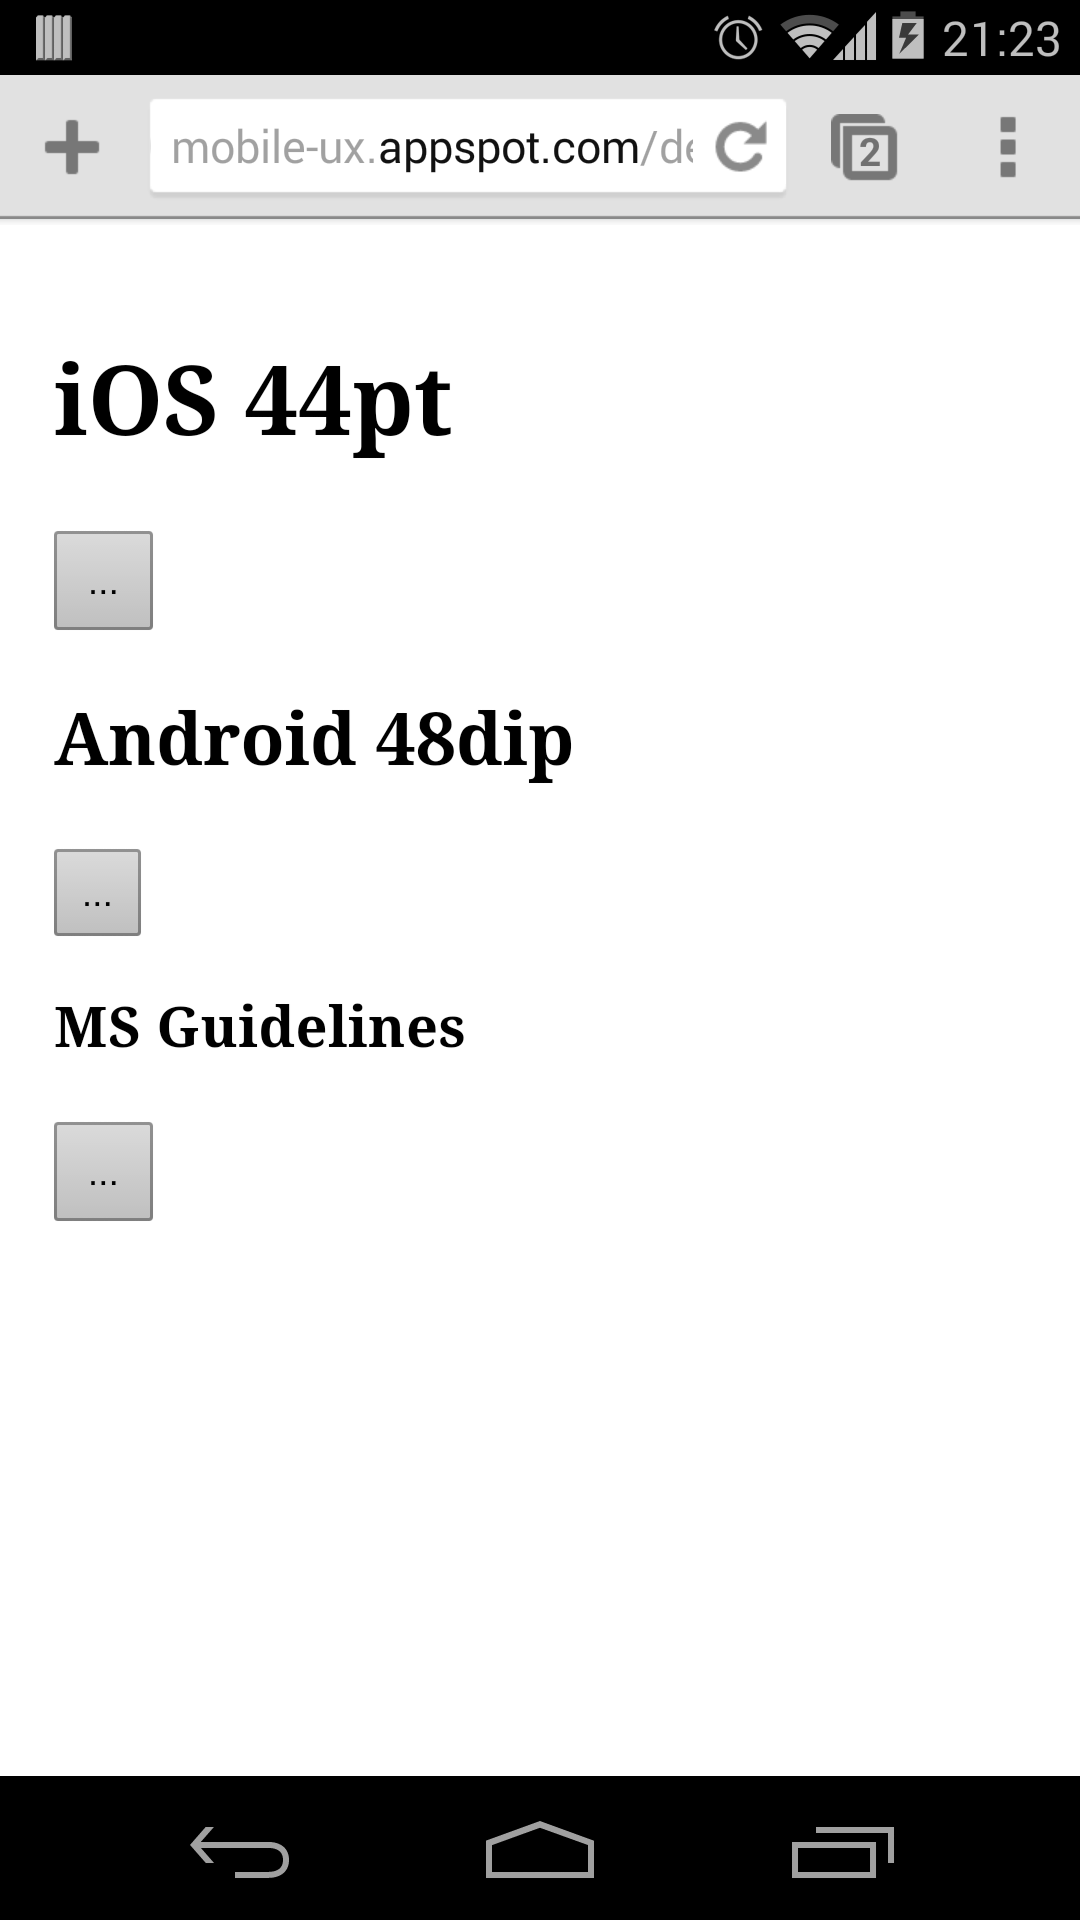 21:23
mobile-ux.appspot.com/de
2
iOS 44pt
...
Android 48dip
...
MS Guidelines
...